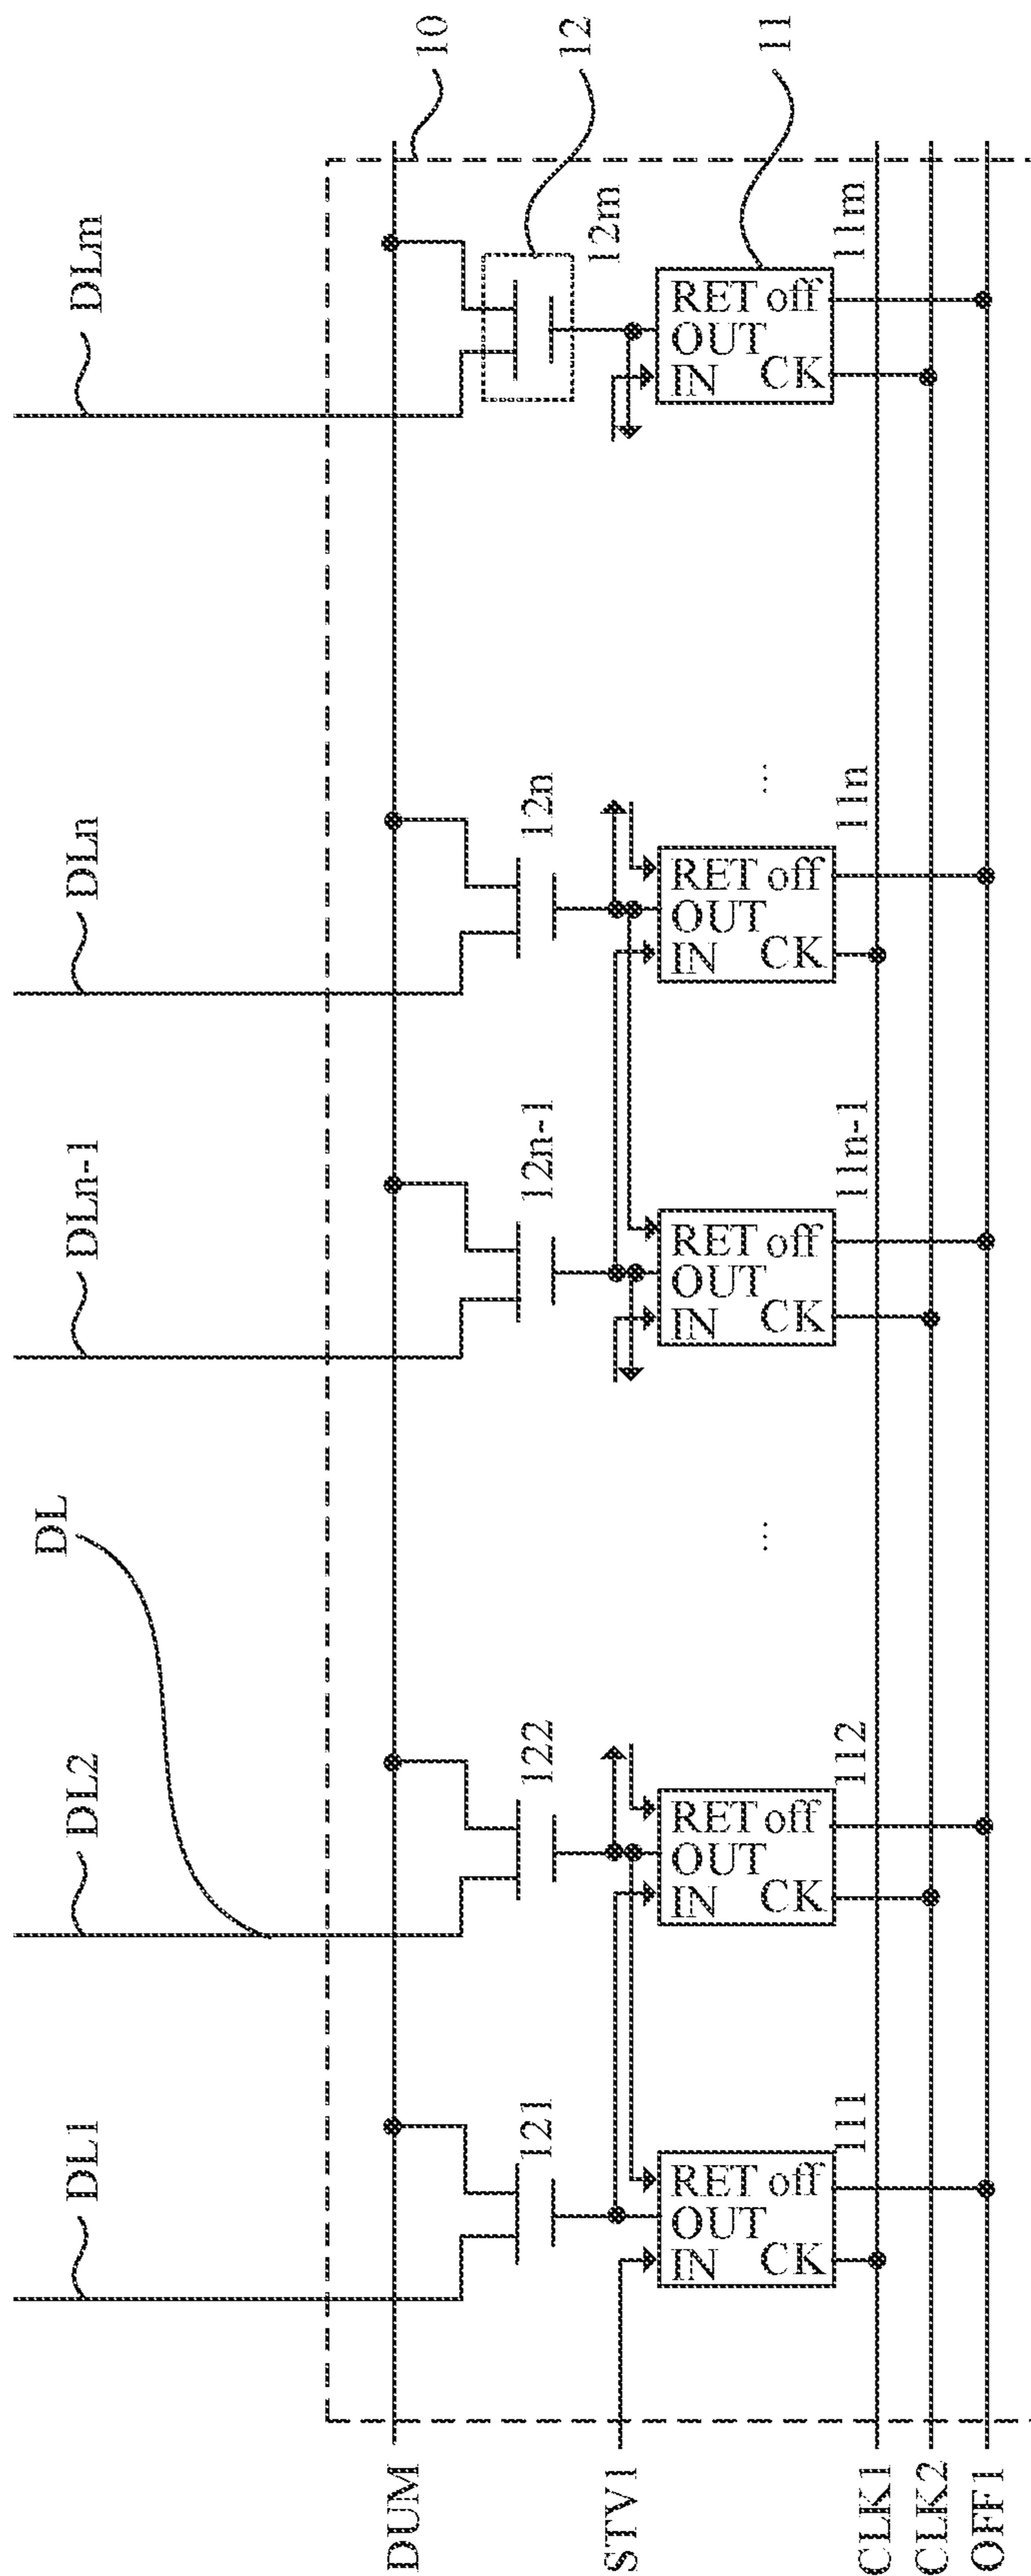 DL1
DL2
DL
DLn-1
DLn
DLm
10
DUM
121
122
12n-1
12n
12m
12
STV1
RET off
OUT
IN CK
111
RET off
OUT
IN CK
112
...
RET off
OUT
IN CK
11n-1
RET off
OUT
IN CK
11n
...
RET off
OUT
IN CK
11m
11
CLK1
CLK2
OFF1